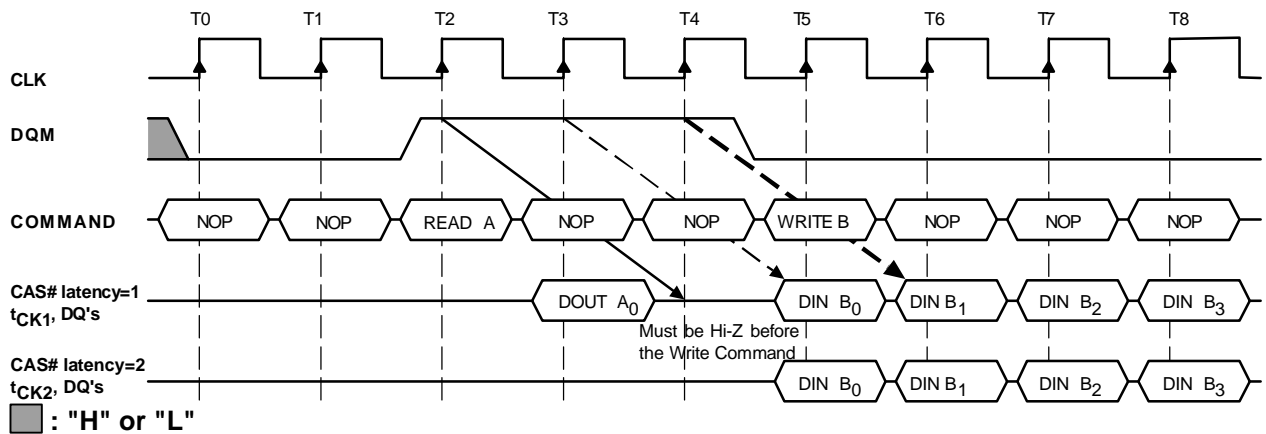 T0 T1 T2 T3 T4 T5 T6 T7 T8
CLK
DQM
COMMAND NOP NOP READ A NOP NOP WRITE B NOP NOP NOP
CAS# latency=1
tCK1, DQ's
DOUT A0 DIN B0 DIN B1 DIN B2 DIN B3
Must be Hi-Z before
the Write Command
CAS# latency=2
tCK2, DQ's
DIN B0 DIN B1 DIN B2 DIN B3
: "H" or "L"